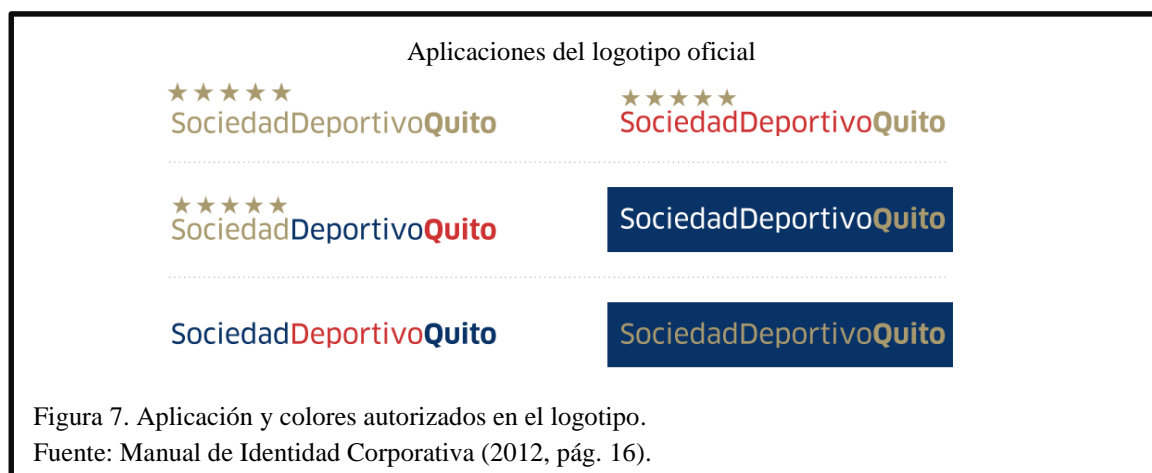 Aplicaciones del logotipo oficial
SociedadDeportivoQuito
SociedadDeportivoQuito
SociedadDeportivoQuito
SociedadDeportivoQuito
SociedadDeportivoQuito
SociedadDeportivoQuito
Figura 7. Aplicación y colores autorizados en el logotipo.
Fuente: Manual de Identidad Corporativa (2012, pág. 16).